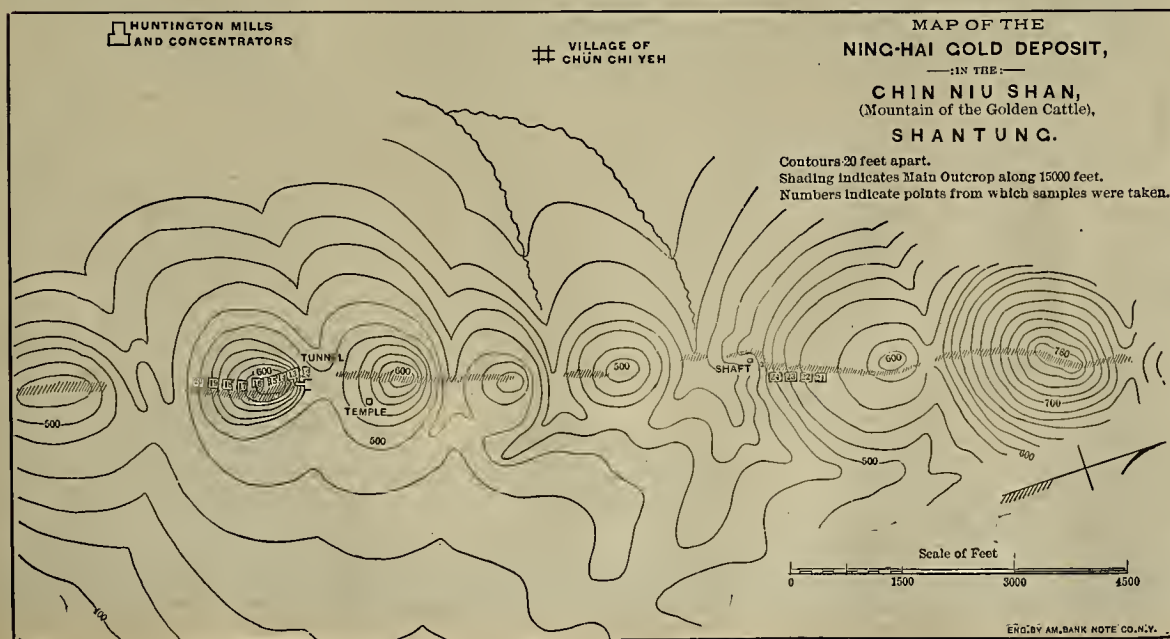 HUNTINGTON MILLS
AND CONCENTRATORS
VILLAGE OF
CHÜN CHI YEH
MAP OF THE
NING-HAI GOLD DEPOSIT,
—:IN THE:—
CHIN NIU SHAN,
(Mountain of the Golden Cattle),
SHANTUNG.
Contours 20 feet apart.
Shading indicates Main Outcrop along 15000 feet.
Numbers indicate points from which samples were taken.
TUNNEL
600
600
TEMPLE
500
500
500
SHAFT
600
500
760
700
600
400
Scale of Feet
0 1500 3000 4500
ENG. BY AM. BANK NOTE CO. N.Y.